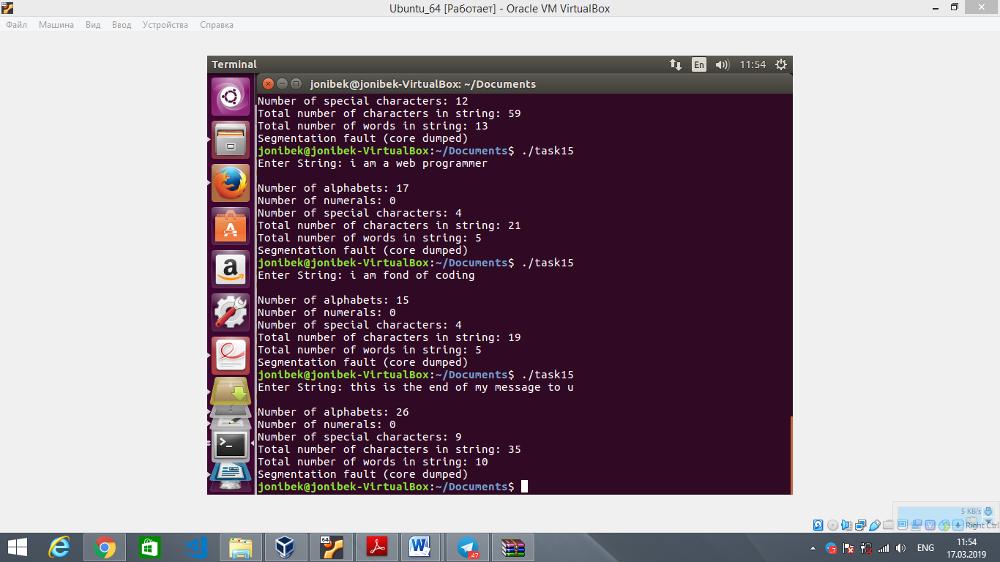 Ubuntu_64 [Работает] - Oracle VM VirtualBox
Файл Машина Вид Ввод Устройства Справка
Terminal En 11:54
jonibek@jonibek-VirtualBox: ~/Documents
Number of special characters: 12
Total number of characters in string: 59
Total number of words in string: 13
Segmentation fault (core dumped)
jonibek@jonibek-VirtualBox:~/Documents$ ./task15
Enter String: i am a web programmer
Number of alphabets: 17
Number of numerals: 0
Number of special characters: 4
Total number of characters in string: 21
Total number of words in string: 5
Segmentation fault (core dumped)
jonibek@jonibek-VirtualBox:~/Documents$ ./task15
Enter String: i am fond of coding
Number of alphabets: 15
Number of numerals: 0
Number of special characters: 4
Total number of characters in string: 19
Total number of words in string: 5
Segmentation fault (core dumped)
jonibek@jonibek-VirtualBox:~/Documents$ ./task15
Enter String: this is the end of my message to u
Number of alphabets: 26
Number of numerals: 0
Number of special characters: 9
Total number of characters in string: 35
Total number of words in string: 10
Segmentation fault (core dumped)
jonibek@jonibek-VirtualBox:~/Documents$
5 KB/s
Right Ctrl
64
.47
ENG
11:54
17.03.2019